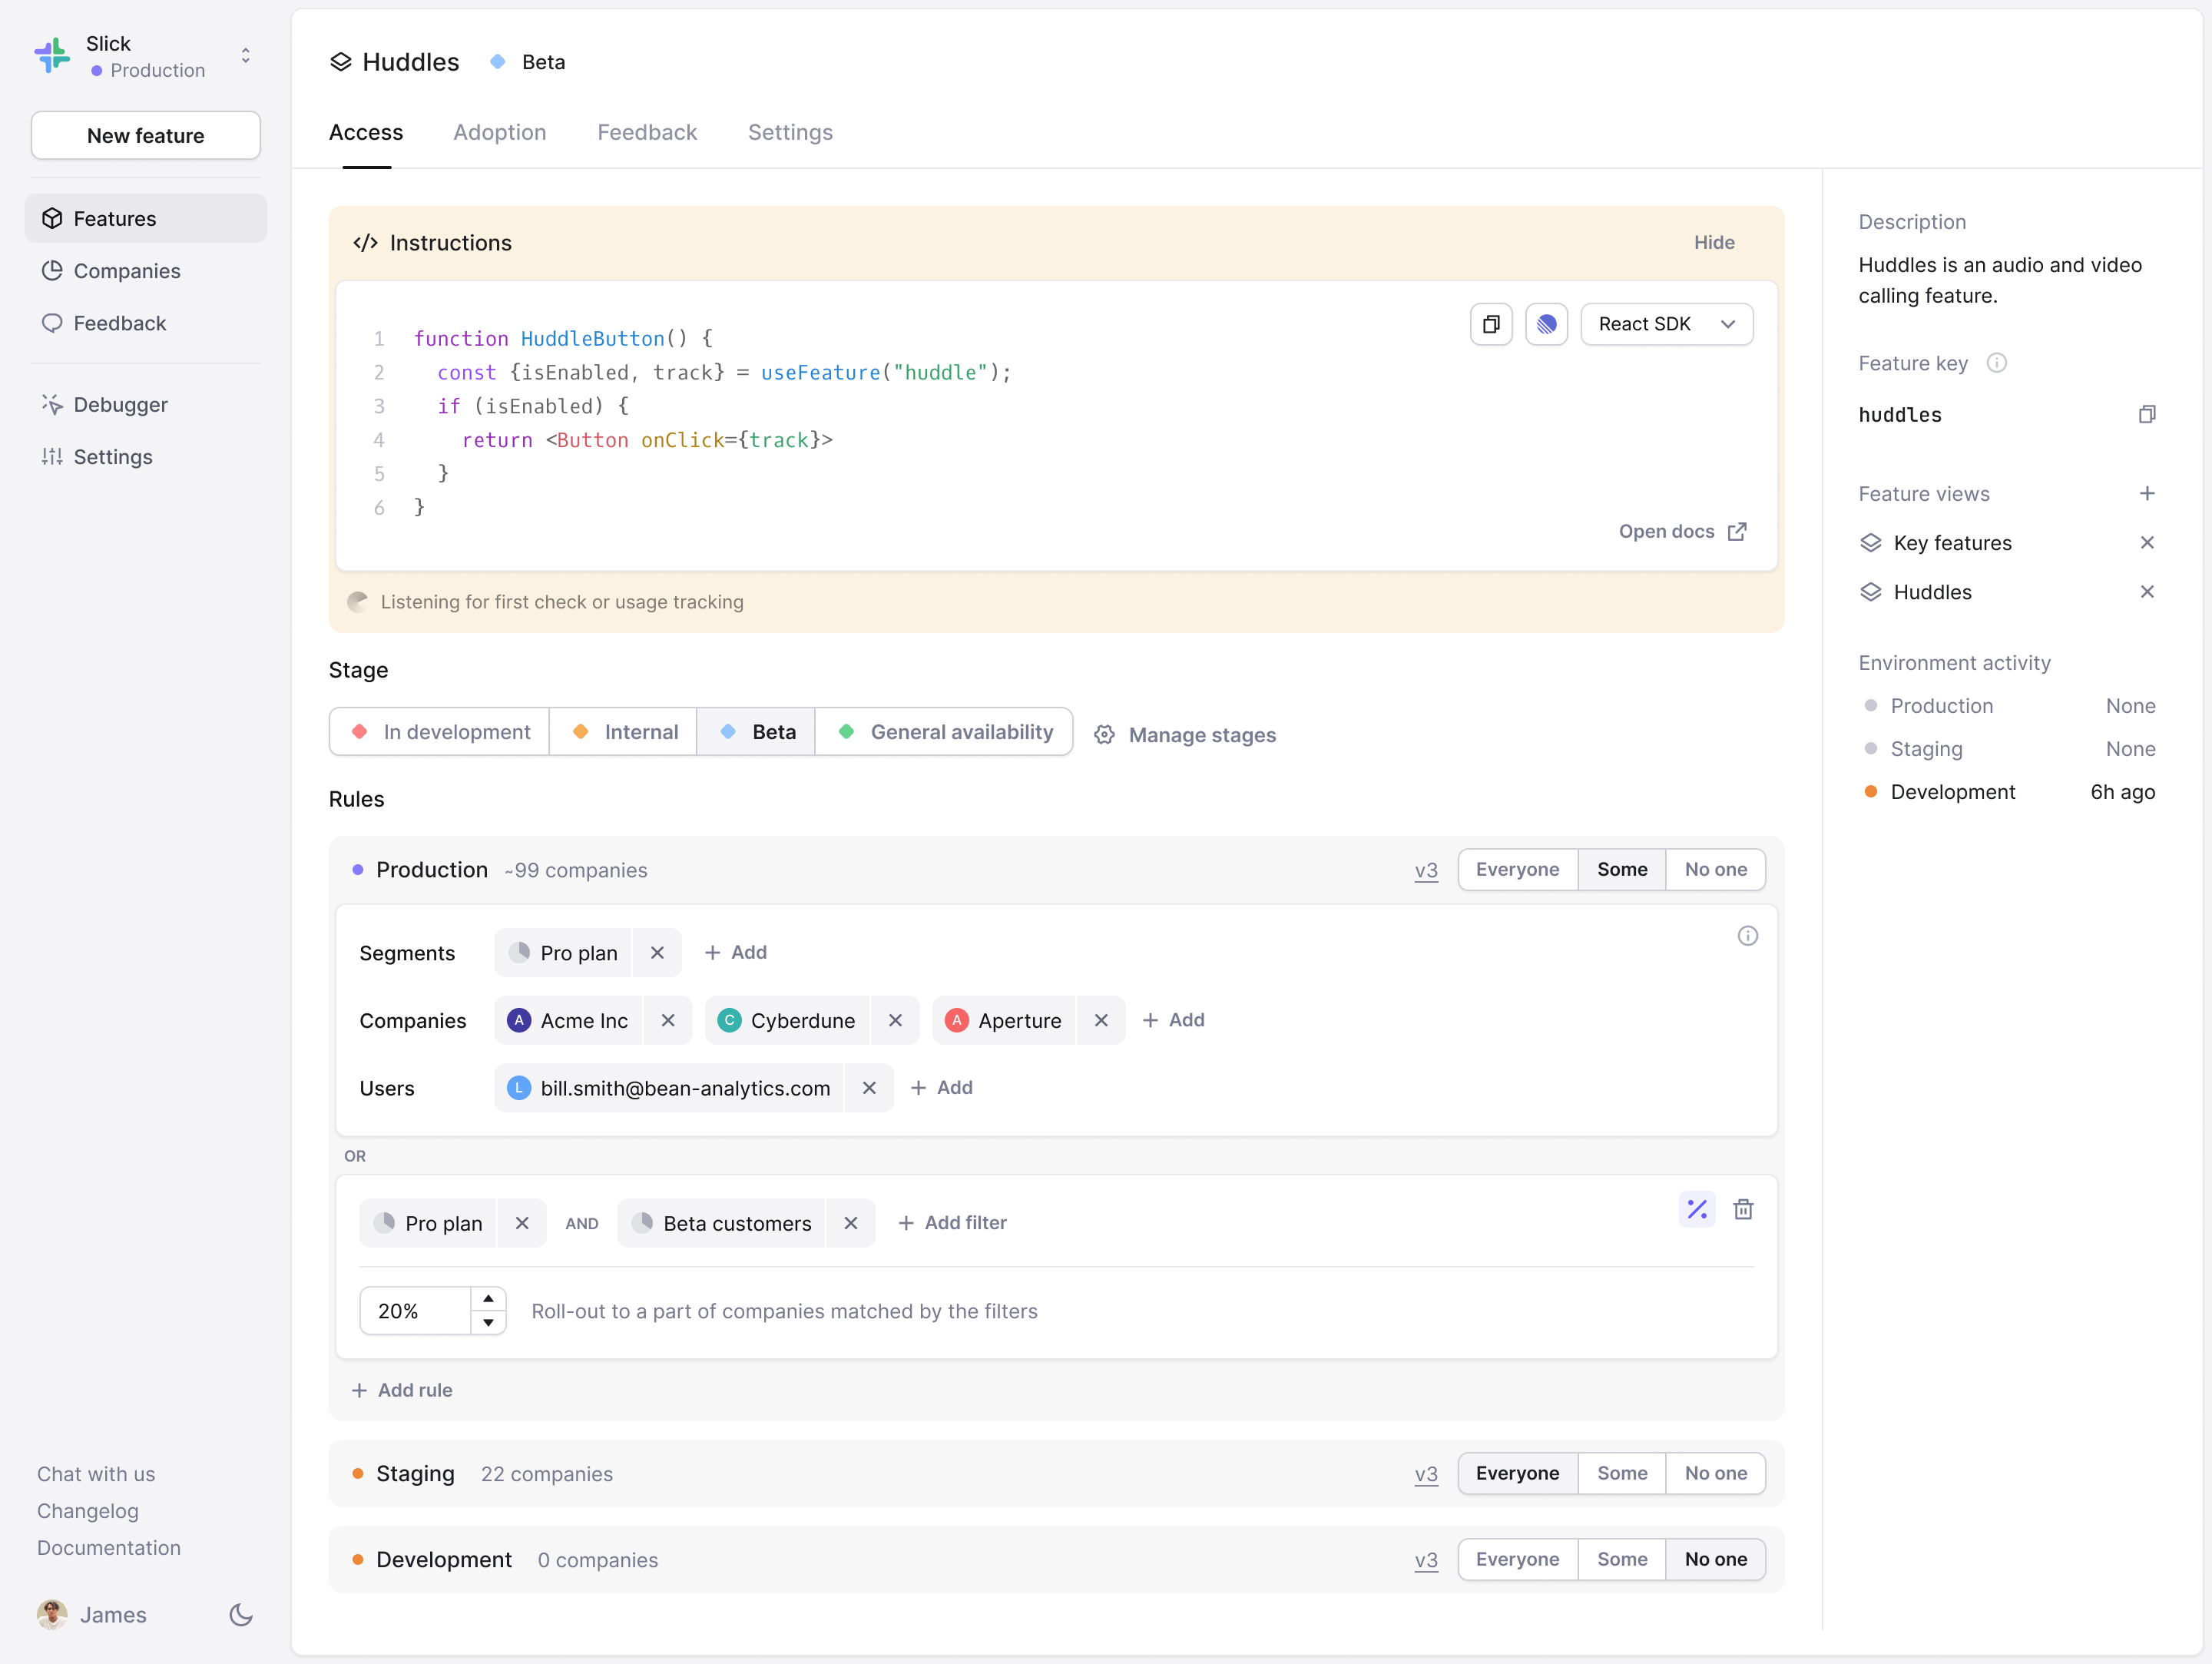 Slick
Production
New feature
Features
Companies
Feedback
Debugger
Settings
Chat with us
Changelog
Documentation
James
Huddles Beta
Access Adoption Feedback Settings
</> Instructions Hide
React SDK
1 function HuddleButton() {
2 const {isEnabled, track} = useFeature("huddle");
3 if (isEnabled) {
4 return <Button onClick={track}>
5 }
6 }
Open docs
Listening for first check or usage tracking
Stage
In development Internal Beta General availability Manage stages
Rules
Production ~99 companies v3 Everyone Some No one
Segments Pro plan + Add
Companies A Acme Inc C Cyberdune A Aperture + Add
Users L bill.smith@bean-analytics.com + Add
OR
Pro plan AND Beta customers + Add filter
20% Roll-out to a part of companies matched by the filters
+ Add rule
Staging 22 companies v3 Everyone Some No one
Development 0 companies v3 Everyone Some No one
Description
Huddles is an audio and video
calling feature.
Feature key
huddles
Feature views +
Key features
Huddles
Environment activity
Production None
Staging None
Development 6h ago